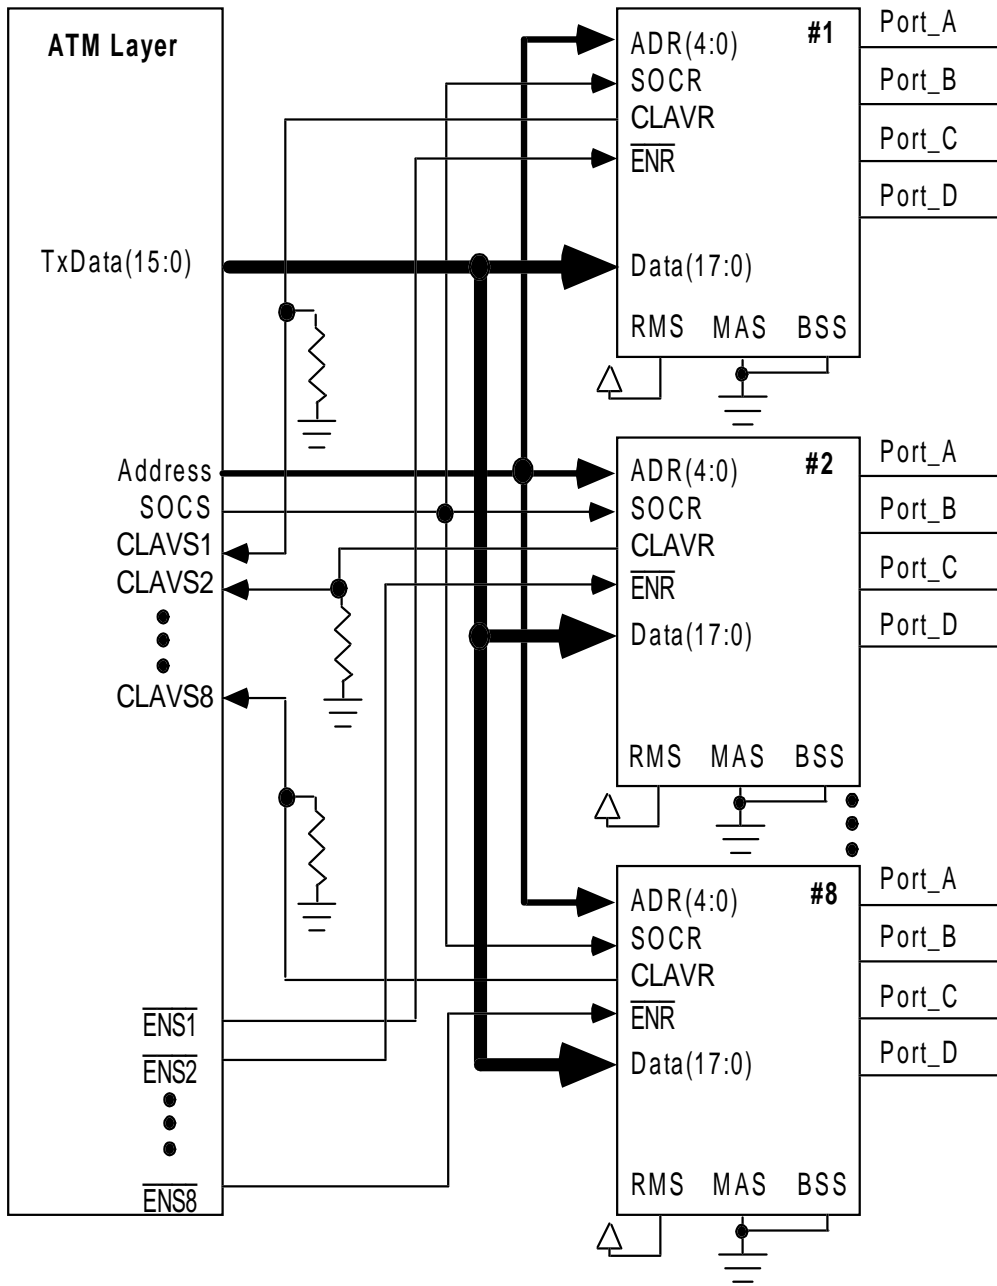 ATM Layer
TxData(15:0)
Address
SOCS
CLAVS1
CLAVS2
CLAVS8
ENS1
ENS2
ENS8
#1
ADR(4:0)
SOCR
CLAVR
ENR
Data(17:0)
RMS MAS BSS
Port_A
Port_B
Port_C
Port_D
#2
ADR(4:0)
SOCR
CLAVR
ENR
Data(17:0)
RMS MAS BSS
Port_A
Port_B
Port_C
Port_D
#8
ADR(4:0)
SOCR
CLAVR
ENR
Data(17:0)
RMS MAS BSS
Port_A
Port_B
Port_C
Port_D